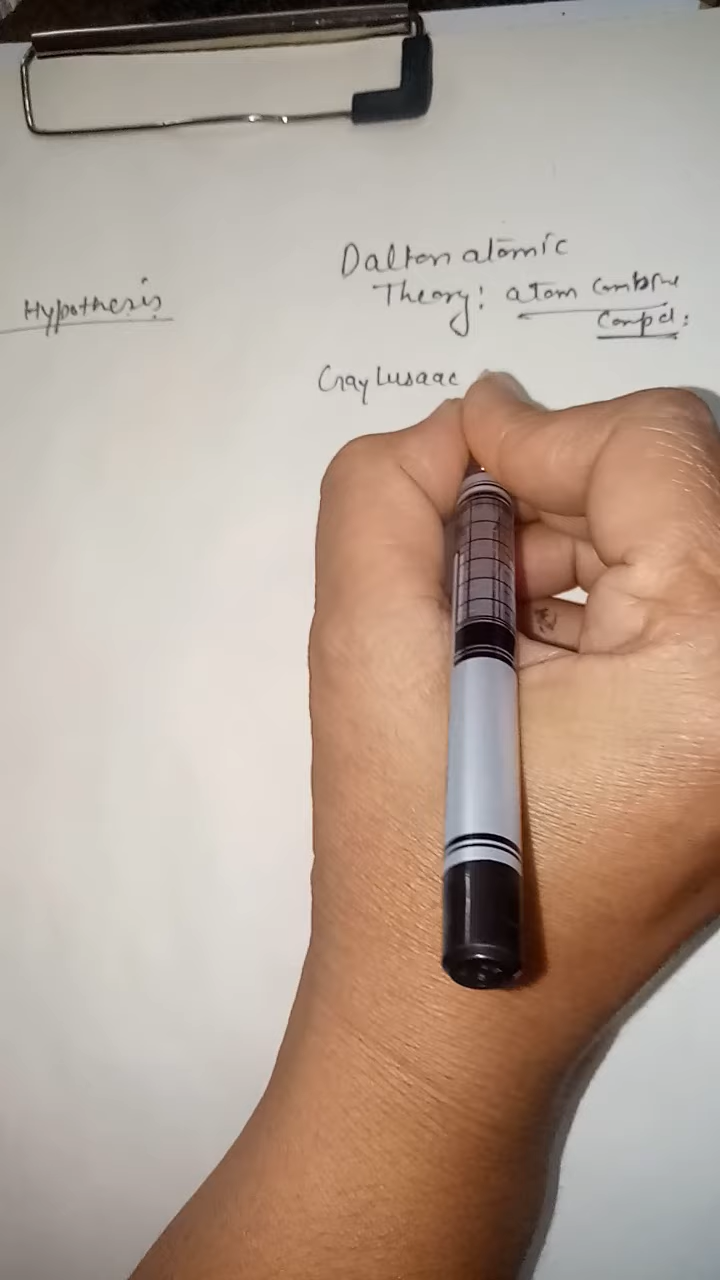 Dalton atomic
Hypothesis
Theory: atom combine
Compd:
Gay Lusaac